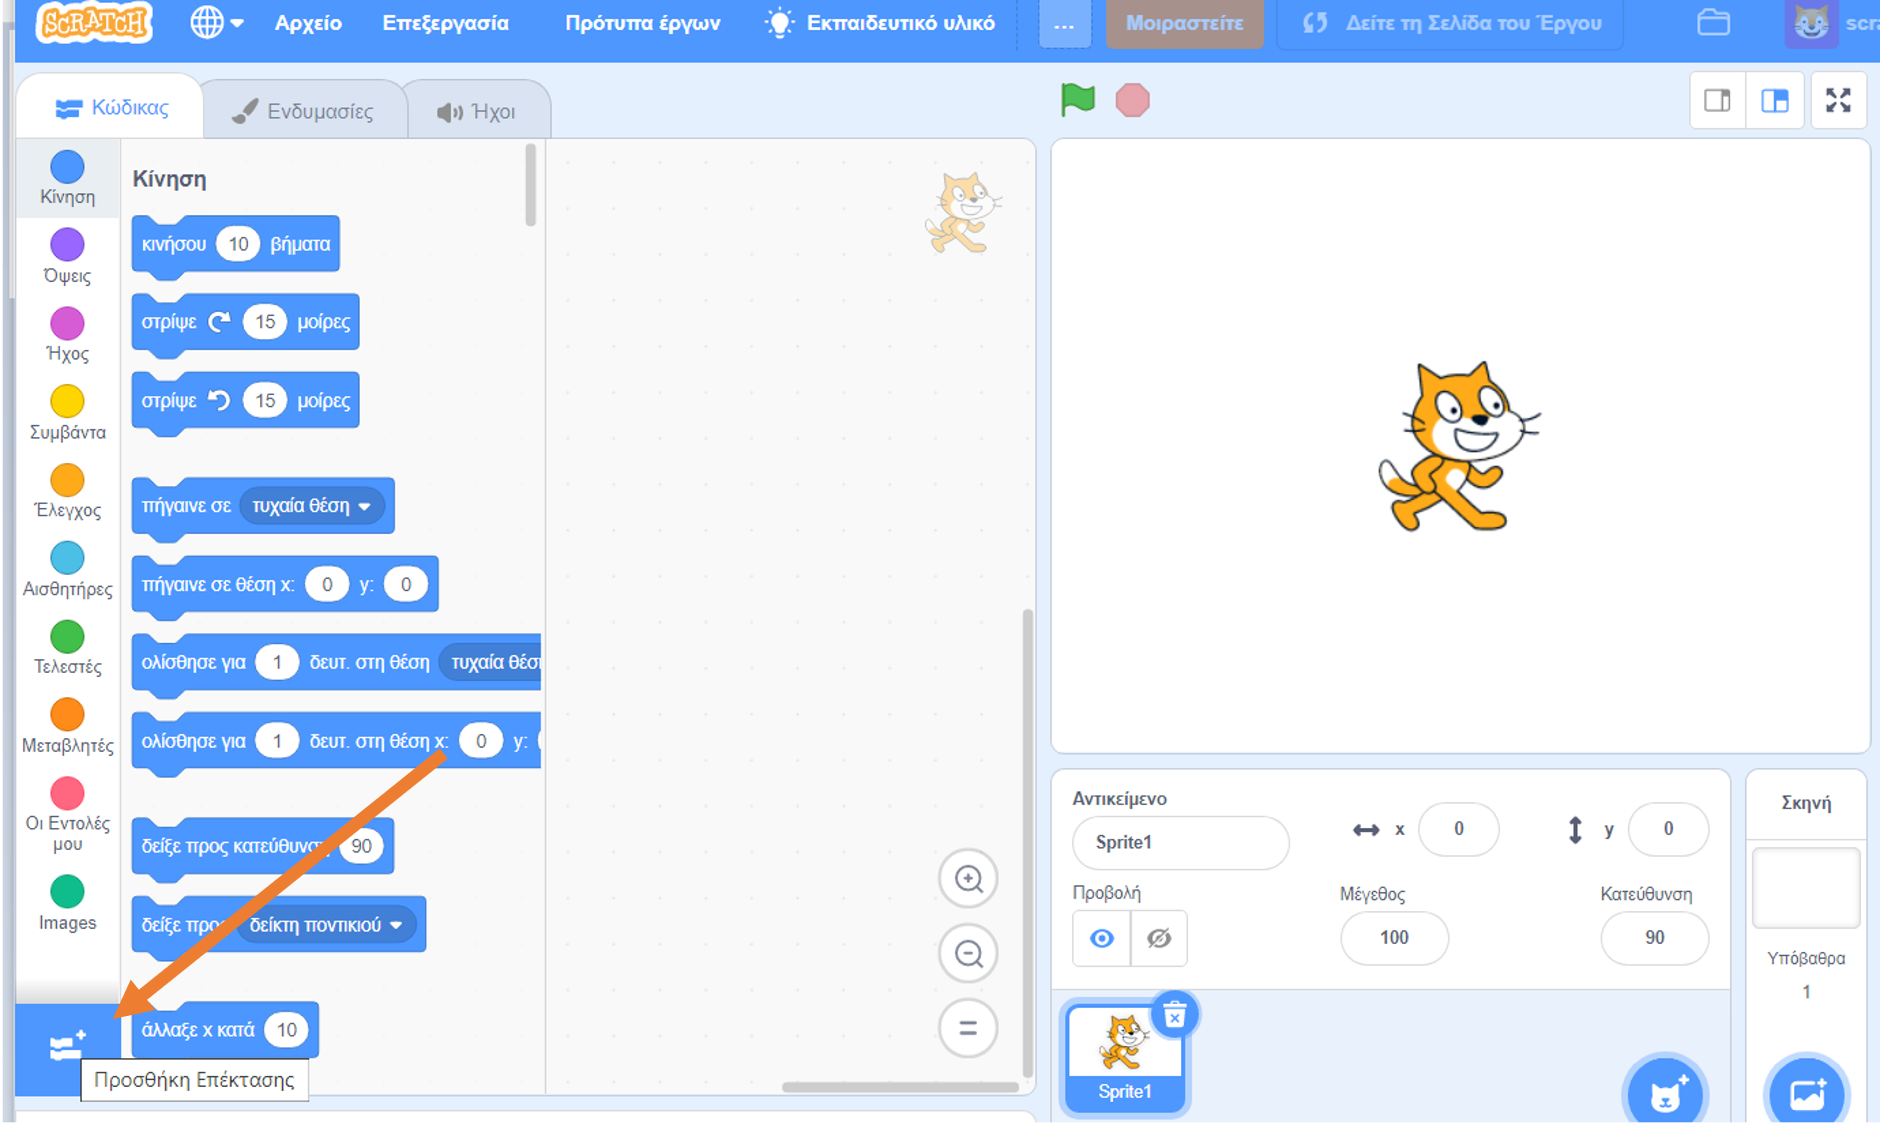 SCRATCH
Αρχείο
Επεξεργασία
Πρότυπα έργων
Εκπαιδευτικό υλικό
...
Μοιραστείτε
Δείτε τη Σελίδα του Έργου
scra
Κώδικας
Ενδυμασίες
Ήχοι
Κίνηση
Όψεις
Ήχος
Συμβάντα
Έλεγχος
Αισθητήρες
Τελεστές
Μεταβλητές
Οι Εντολές
μου
Images
Κίνηση
κινήσου 10 βήματα
στρίψε 15 μοίρες
στρίψε 15 μοίρες
πήγαινε σε τυχαία θέση
πήγαινε σε θέση x: 0 y: 0
ολίσθησε για 1 δευτ. στη θέση τυχαία θέσ
ολίσθησε για 1 δευτ. στη θέση x: 0 y:
δείξε προς κατεύθυνση 90
δείξε προς δείκτη ποντικιού
άλλαξε x κατά 10
Προσθήκη Επέκτασης
Αντικείμενο
Sprite1
x 0
y 0
Προβολή
Μέγεθος
100
Κατεύθυνση
90
Sprite1
Σκηνή
Υπόβαθρα
1